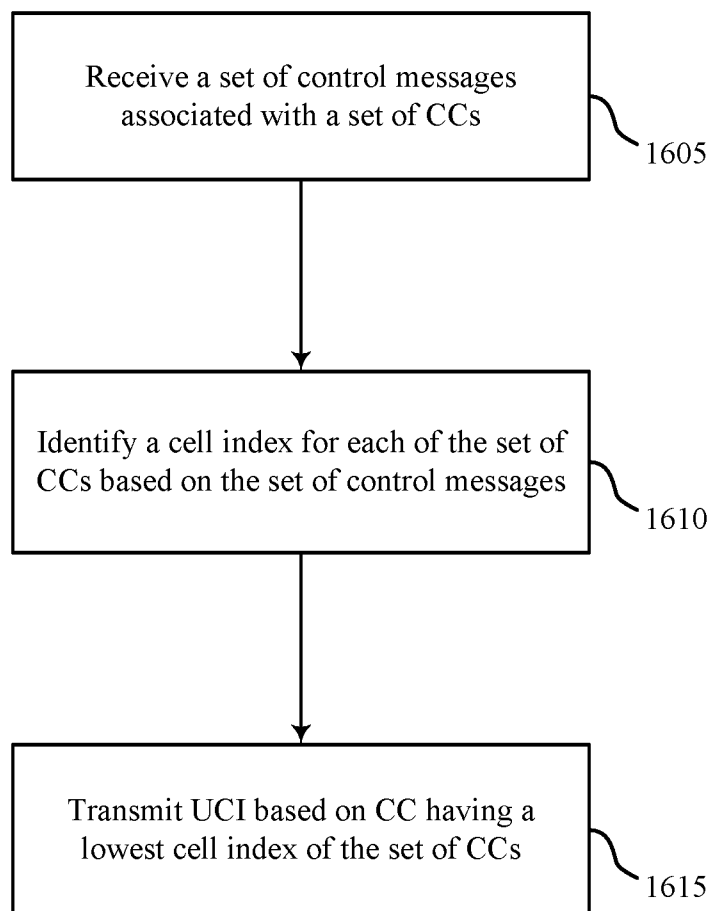 Receive a set of control messages
associated with a set of CCs
1605
Identify a cell index for each of the set of
CCs based on the set of control messages
1610
Transmit UCI based on CC having a
lowest cell index of the set of CCs
1615